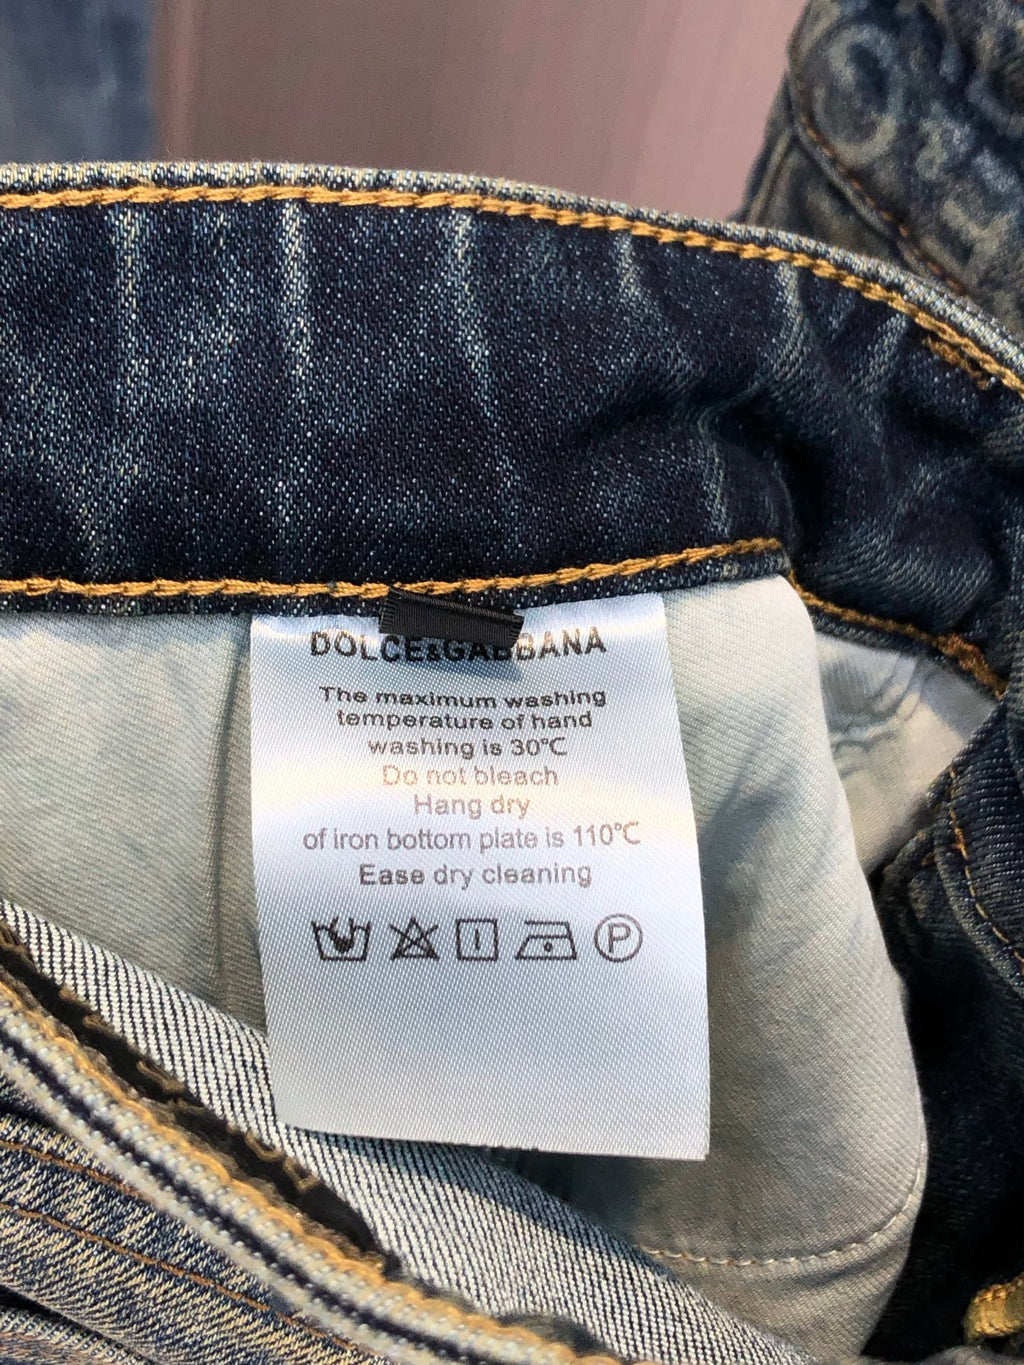 DOLCE&GABBANA
The maximum washing
temperature of hand
washing is 30℃
Do not bleach
Hang dry
of iron bottom plate is 110℃
Ease dry cleaning
P